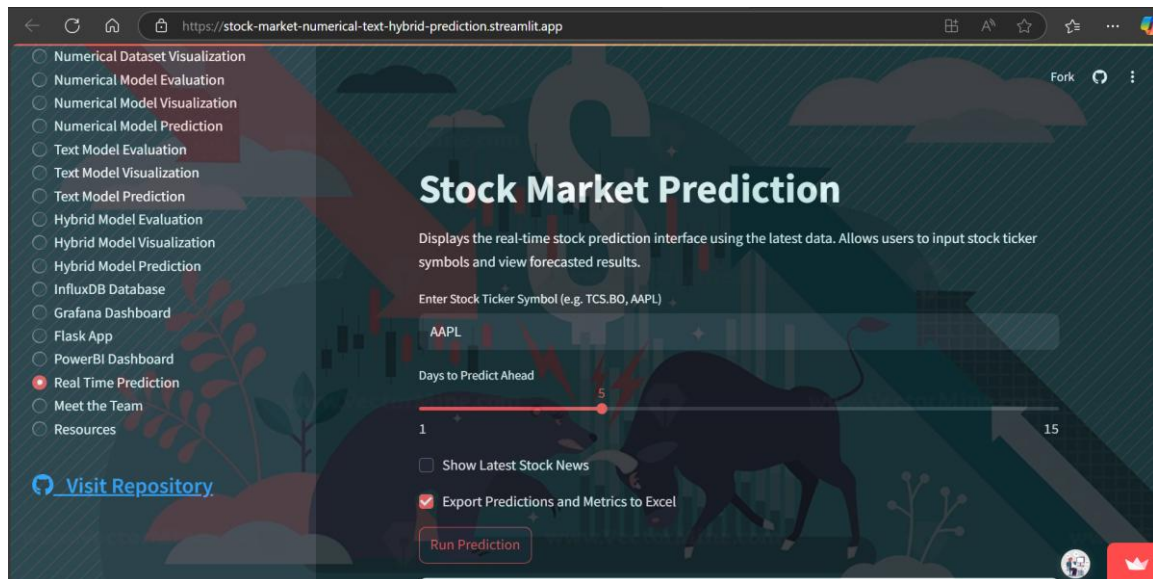 https://stock-market-numerical-text-hybrid-prediction.streamlit.app
Numerical Dataset Visualization
Numerical Model Evaluation
Numerical Model Visualization
Numerical Model Prediction
Text Model Evaluation
Text Model Visualization
Text Model Prediction
Hybrid Model Evaluation
Hybrid Model Visualization
Hybrid Model Prediction
InfluxDB Database
Grafana Dashboard
Flask App
PowerBI Dashboard
Real Time Prediction
Meet the Team
Resources
Visit Repository
Fork
Stock Market Prediction
Displays the real-time stock prediction interface using the latest data. Allows users to input stock ticker
symbols and view forecasted results.
Enter Stock Ticker Symbol (e.g. TCS.BO, AAPL)
AAPL
Days to Predict Ahead
5
1 15
Show Latest Stock News
Export Predictions and Metrics to Excel
Run Prediction